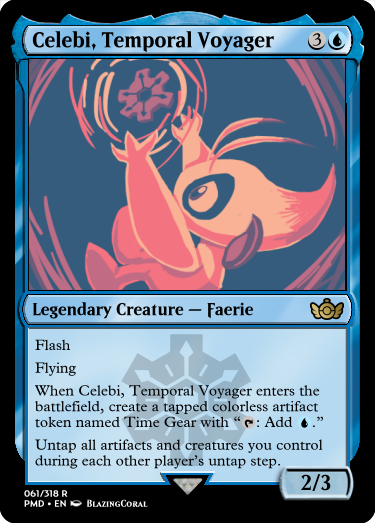 Celebi, Temporal Voyager 3
Legendary Creature — Faerie
Flash
Flying
When Celebi, Temporal Voyager enters the
battlefield, create a tapped colorless artifact
token named Time Gear with “: Add .”
Untap all artifacts and creatures you control
during each other player's untap step.
2/3
061/318 R
PMD • EN BlazingCoral